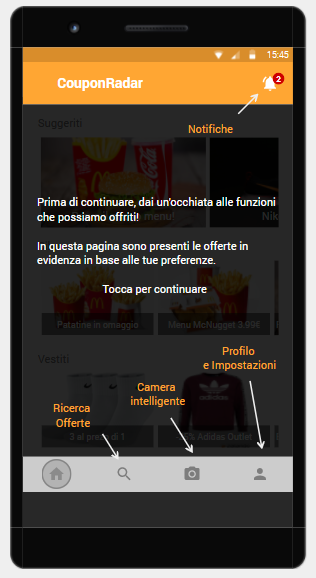 15:45
CouponRadar
2
Notifiche
Suggeriti
Prima di continuare, dai un'occhiata alle funzioni
che possiamo offriti!
menu!
Nik
In questa pagina sono presenti le offerte in
evidenza in base alle tue preferenze.
Tocca per continuare
Patatine in omaggio
Menu McNugget 3.99€
Vestiti
Profilo
e Impostazioni
Camera
intelligente
Ricerca
Offerte
3 al prezzo di 1
Adidas Outlet
adidas